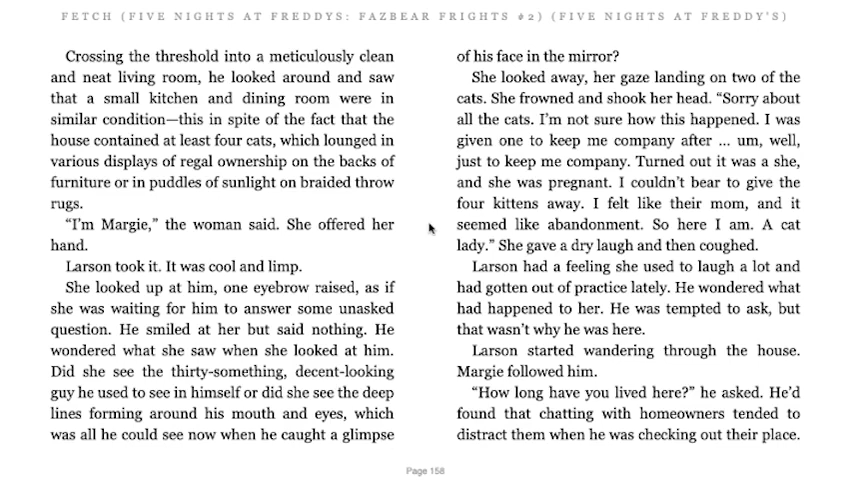 FETCH (FIVE NIGHTS AT FREDDYS: FAZBEAR FRIGHTS #2) (FIVE NIGHTS AT FREDDY'S)
Crossing the threshold into a meticulously clean
and neat living room, he looked around and saw
that a small kitchen and dining room were in
similar condition—this in spite of the fact that the
house contained at least four cats, which lounged in
various displays of regal ownership on the backs of
furniture or in puddles of sunlight on braided throw
rugs.
“I’m Margie,” the woman said. She offered her
hand.
Larson took it. It was cool and limp.
She looked up at him, one eyebrow raised, as if
she was waiting for him to answer some unasked
question. He smiled at her but said nothing. He
wondered what she saw when she looked at him.
Did she see the thirty-something, decent-looking
guy he used to see in himself or did she see the deep
lines forming around his mouth and eyes, which
was all he could see now when he caught a glimpse
of his face in the mirror?
She looked away, her gaze landing on two of the
cats. She frowned and shook her head. “Sorry about
all the cats. I’m not sure how this happened. I was
given one to keep me company after ... um, well,
just to keep me company. Turned out it was a she,
and she was pregnant. I couldn’t bear to give the
four kittens away. I felt like their mom, and it
seemed like abandonment. So here I am. A cat
lady.” She gave a dry laugh and then coughed.
Larson had a feeling she used to laugh a lot and
had gotten out of practice lately. He wondered what
had happened to her. He was tempted to ask, but
that wasn’t why he was here.
Larson started wandering through the house.
Margie followed him.
“How long have you lived here?” he asked. He’d
found that chatting with homeowners tended to
distract them when he was checking out their place.
Page 158